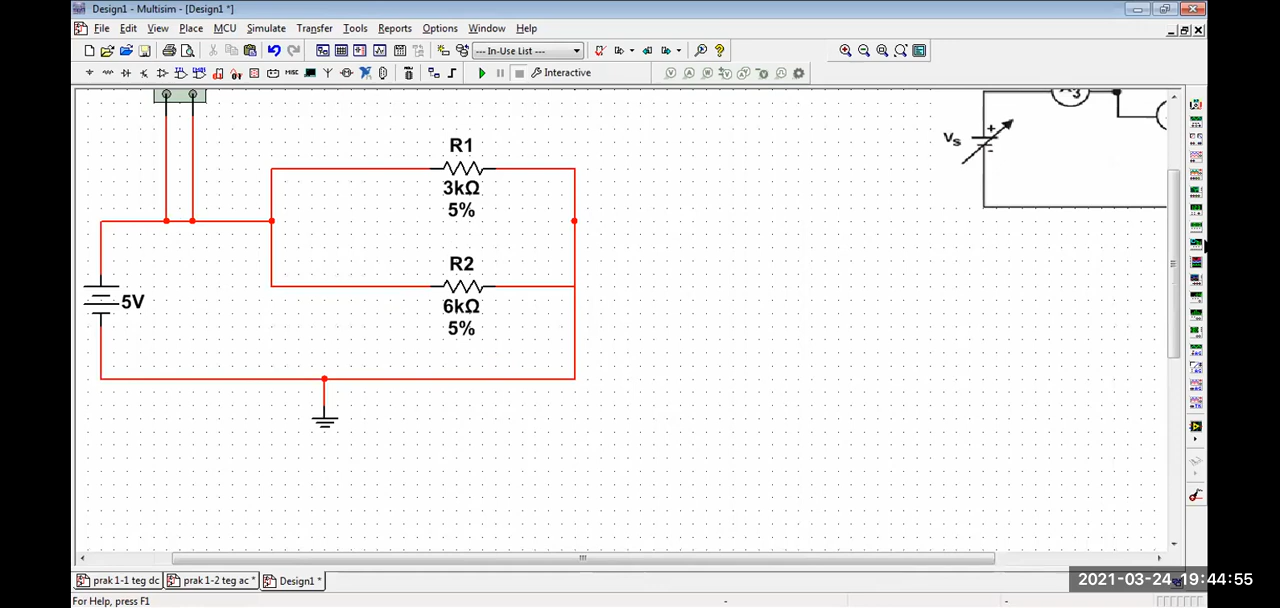 Design1 - Multisim - [Design1 *]
File Edit View Place MCU Simulate Transfer Tools Reports Options Window Help
--- In-Use List ---
MISC
Interactive
R1
3kΩ
5%
R2
6kΩ
5%
5V
Vs
+
-
prak 1-1 teg dc
prak 1-2 teg ac *
Design1 *
2021-03-24 19:44:55
For Help, press F1
-
-